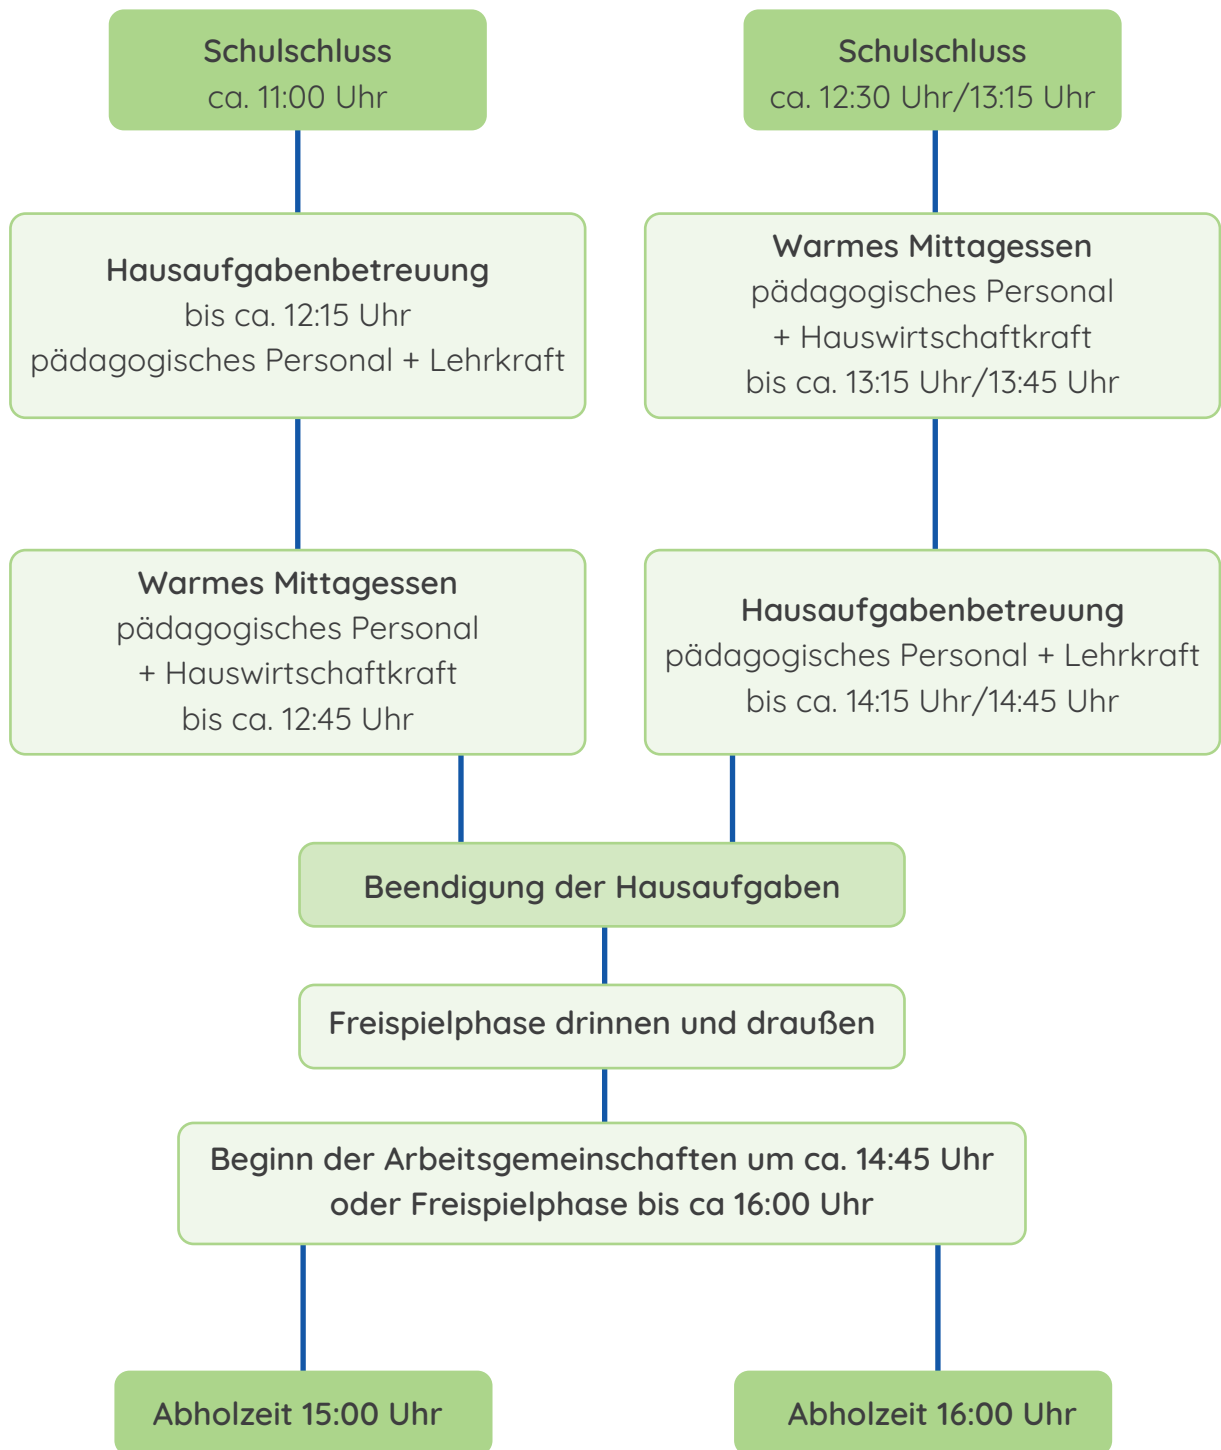 Schulschluss
ca. 11:00 Uhr
Schulschluss
ca. 12:30 Uhr/13:15 Uhr
Hausaufgabenbetreuung
bis ca. 12:15 Uhr
pädagogisches Personal + Lehrkraft
Warmes Mittagessen
pädagogisches Personal
+ Hauswirtschaftkraft
bis ca. 13:15 Uhr/13:45 Uhr
Warmes Mittagessen
pädagogisches Personal
+ Hauswirtschaftkraft
bis ca. 12:45 Uhr
Hausaufgabenbetreuung
pädagogisches Personal + Lehrkraft
bis ca. 14:15 Uhr/14:45 Uhr
Beendigung der Hausaufgaben
Freispielphase drinnen und draußen
Beginn der Arbeitsgemeinschaften um ca. 14:45 Uhr
oder Freispielphase bis ca 16:00 Uhr
Abholzeit 15:00 Uhr
Abholzeit 16:00 Uhr